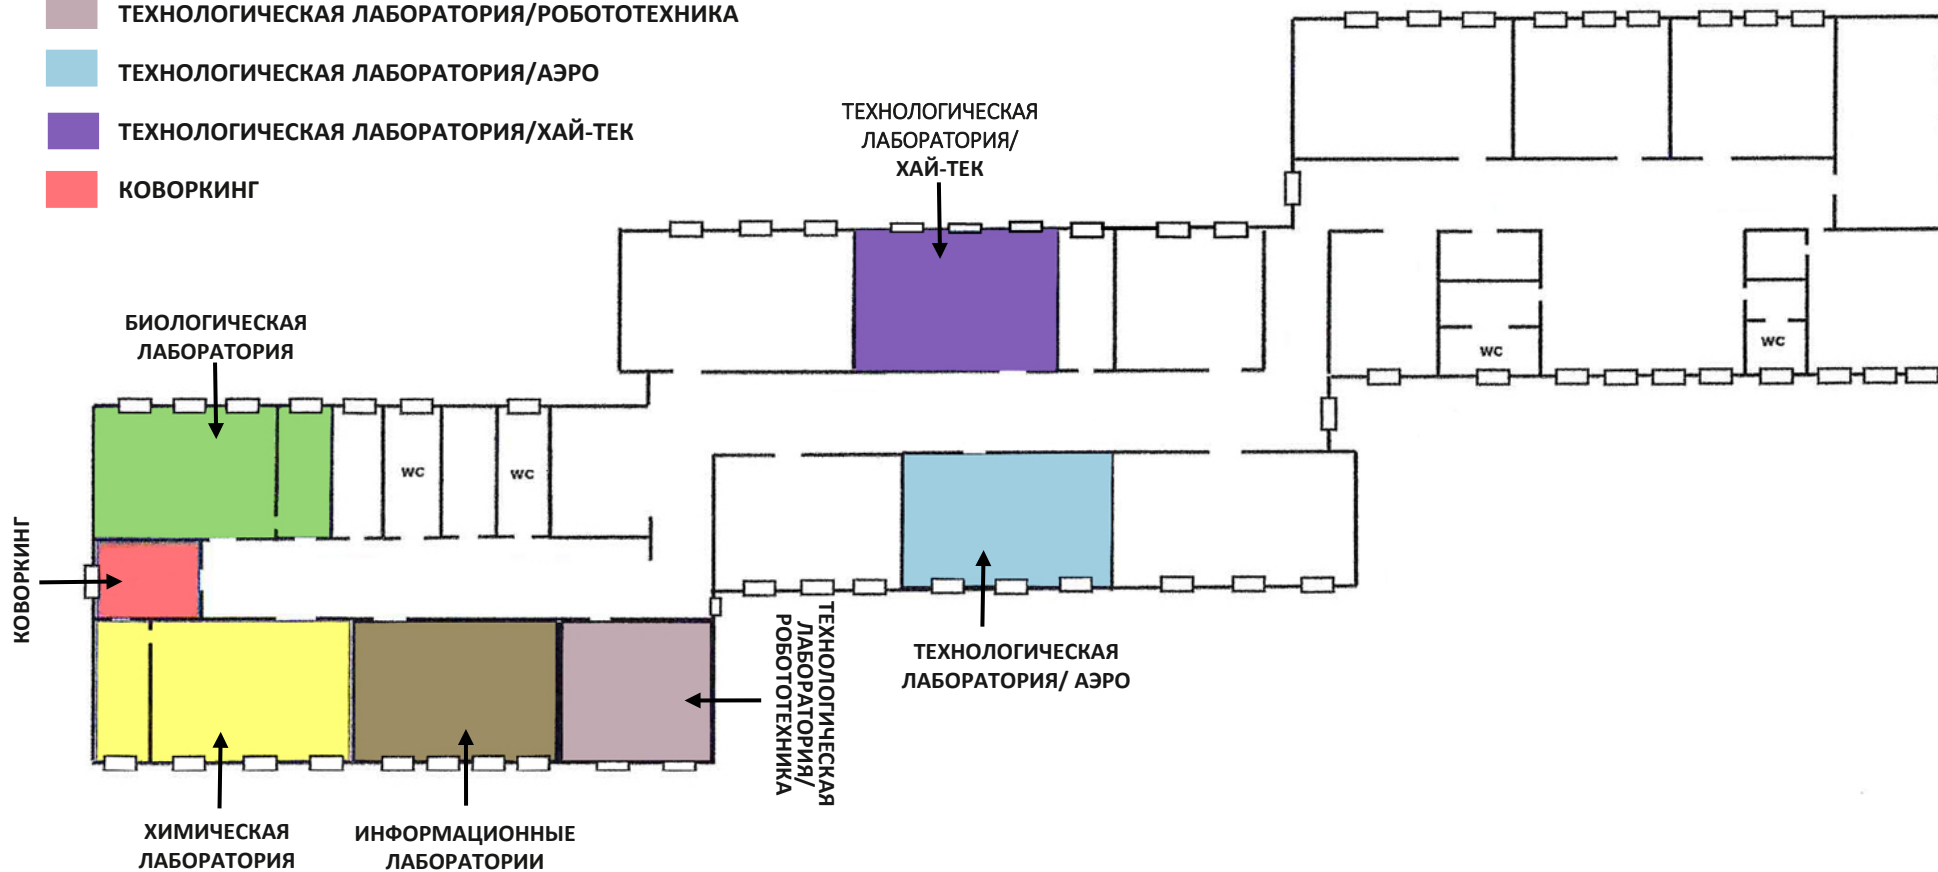 ТЕХНОЛОГИЧЕСКАЯ ЛАБОРАТОРИЯ/РОБОТОТЕХНИКА
ТЕХНОЛОГИЧЕСКАЯ ЛАБОРАТОРИЯ/АЭРО
ТЕХНОЛОГИЧЕСКАЯ ЛАБОРАТОРИЯ/ХАЙ-ТЕК
КОВОРКИНГ
ТЕХНОЛОГИЧЕСКАЯ
ЛАБОРАТОРИЯ/
ХАЙ-ТЕК
БИОЛОГИЧЕСКАЯ
ЛАБОРАТОРИЯ
wc
wc
wc
wc
КОВОРКИНГ
ТЕХНОЛОГИЧЕСКАЯ
ЛАБОРАТОРИЯ/
РОБОТОТЕХНИКА
ТЕХНОЛОГИЧЕСКАЯ
ЛАБОРАТОРИЯ/ АЭРО
ХИМИЧЕСКАЯ
ЛАБОРАТОРИЯ
ИНФОРМАЦИОННЫЕ
ЛАБОРАТОРИИ